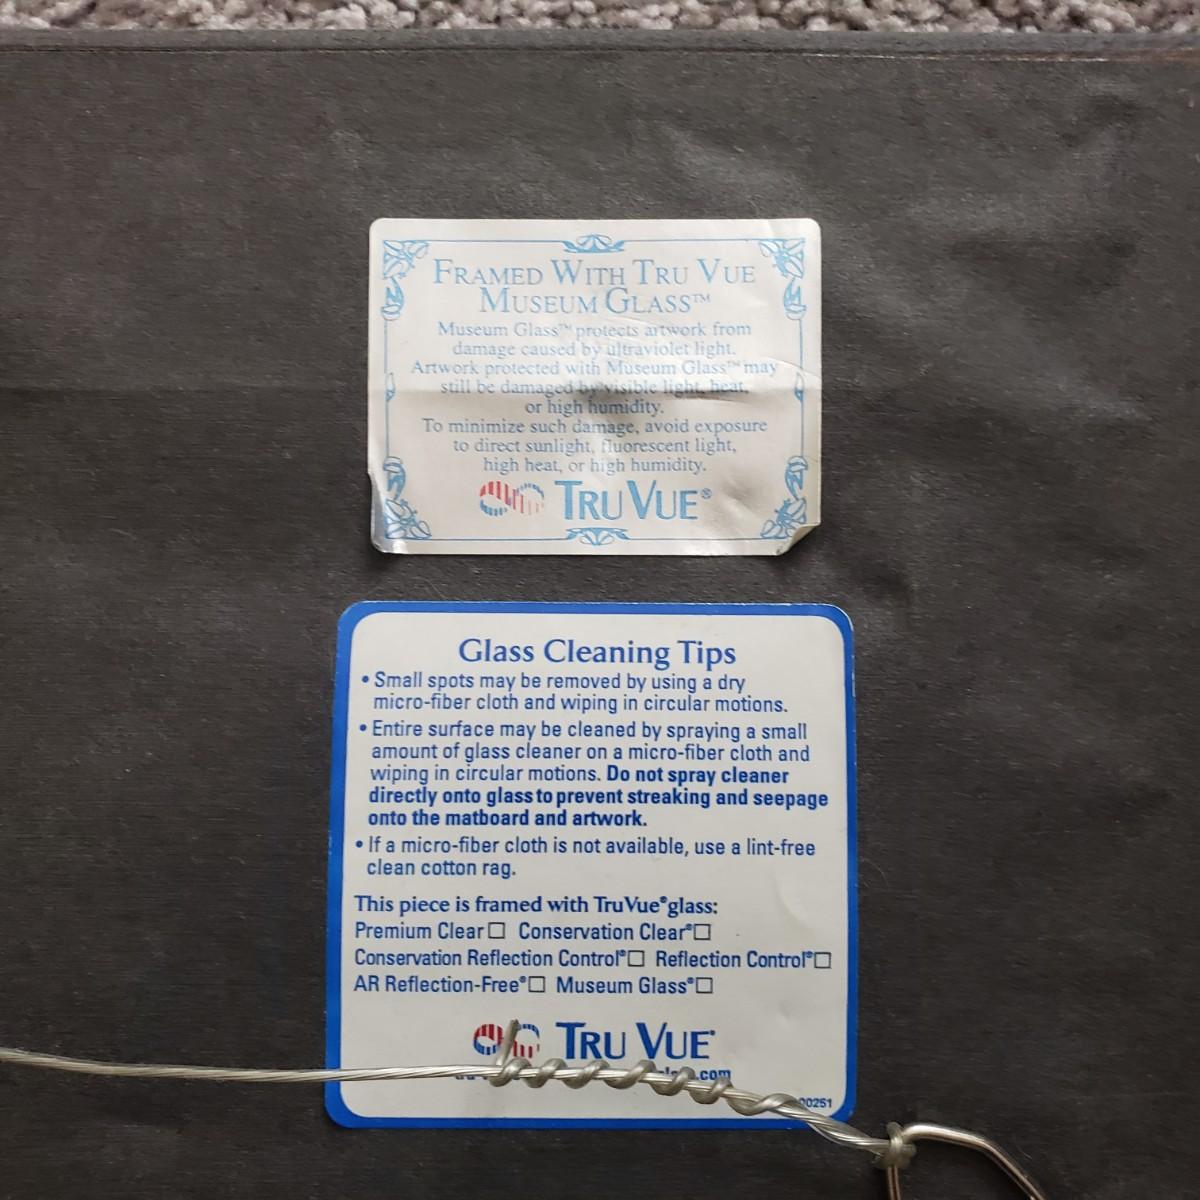 FRAMED WITH TRU VUE
MUSEUM GLASS™
Museum Glass™ protects artwork from
damage caused by ultraviolet light.
Artwork protected with Museum Glass™ may
still be damaged by visible light, heat,
or high humidity.
To minimize such damage, avoid exposure
to direct sunlight, fluorescent light,
high heat, or high humidity.
TRU VUE®
Glass Cleaning Tips
• Small spots may be removed by using a dry
micro-fiber cloth and wiping in circular motions.
• Entire surface may be cleaned by spraying a small
amount of glass cleaner on a micro-fiber cloth and
wiping in circular motions. Do not spray cleaner
directly onto glass to prevent streaking and seepage
onto the matboard and artwork.
• If a micro-fiber cloth is not available, use a lint-free
clean cotton rag.
This piece is framed with Tru Vue® glass:
Premium Clear☐ Conservation Clear®☐
Conservation Reflection Control®☐ Reflection Control®☐
AR Reflection-Free®☐ Museum Glass®☐
TRU VUE®
.com
00251